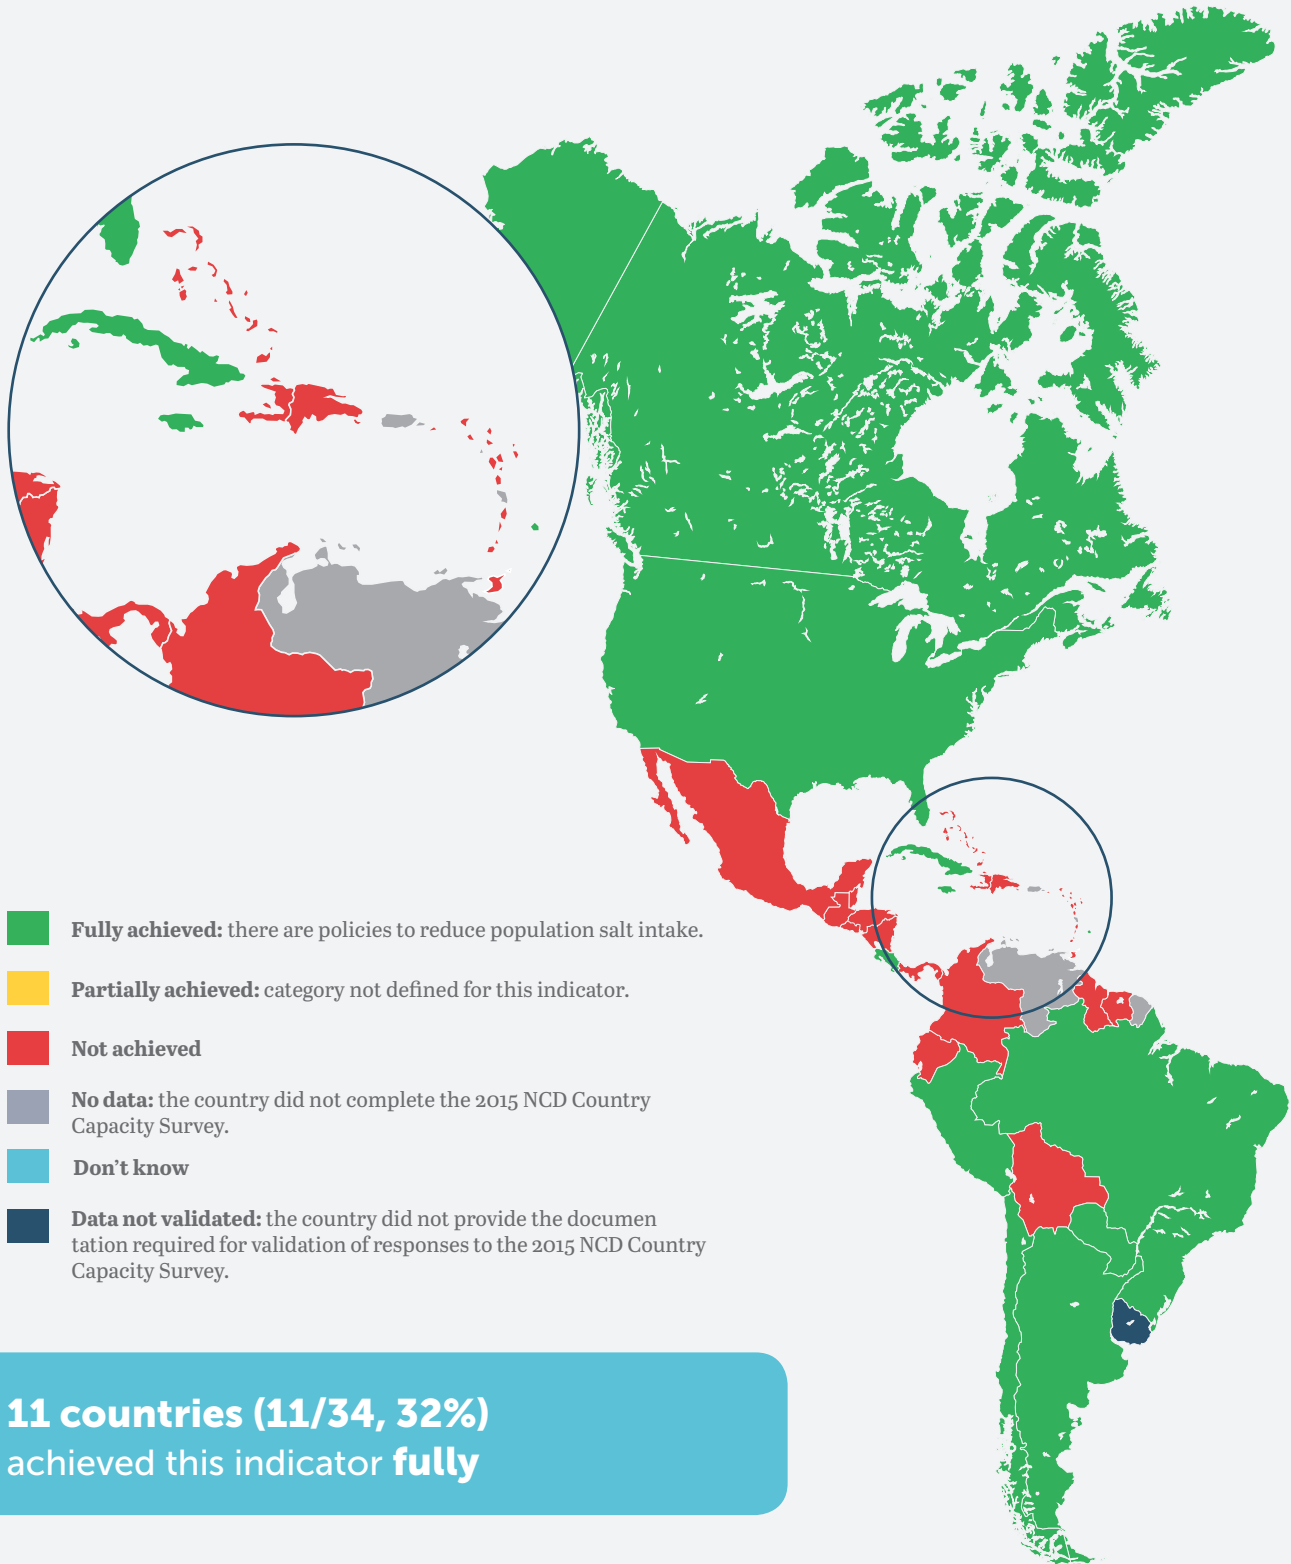 Fully achieved: there are policies to reduce population salt intake.
Partially achieved: category not defined for this indicator.
Not achieved
No data: the country did not complete the 2015 NCD Country
Capacity Survey.
Don’t know
Data not validated: the country did not provide the documen
tation required for validation of responses to the 2015 NCD Country
Capacity Survey.
11 countries (11/34, 32%)
achieved this indicator fully